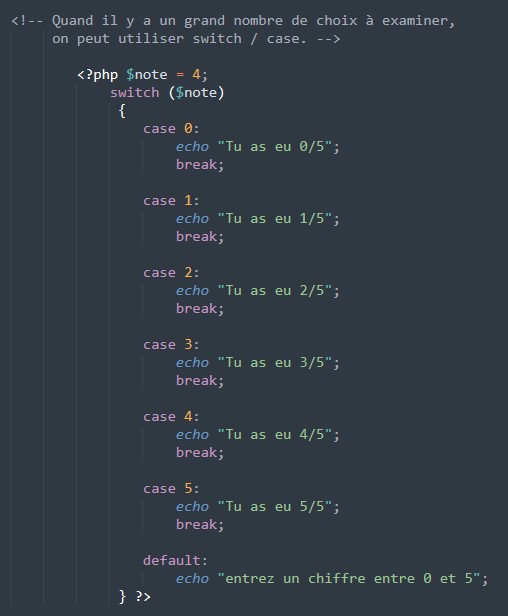 <!-- Quand il y a un grand nombre de choix à examiner,
on peut utiliser switch / case. -->
<?php $note = 4;
switch ($note)
{
case 0:
echo "Tu as eu 0/5";
break;
case 1:
echo "Tu as eu 1/5";
break;
case 2:
echo "Tu as eu 2/5";
break;
case 3:
echo "Tu as eu 3/5";
break;
case 4:
echo "Tu as eu 4/5";
break;
case 5:
echo "Tu as eu 5/5";
break;
default:
echo "entrez un chiffre entre 0 et 5";
} ?>